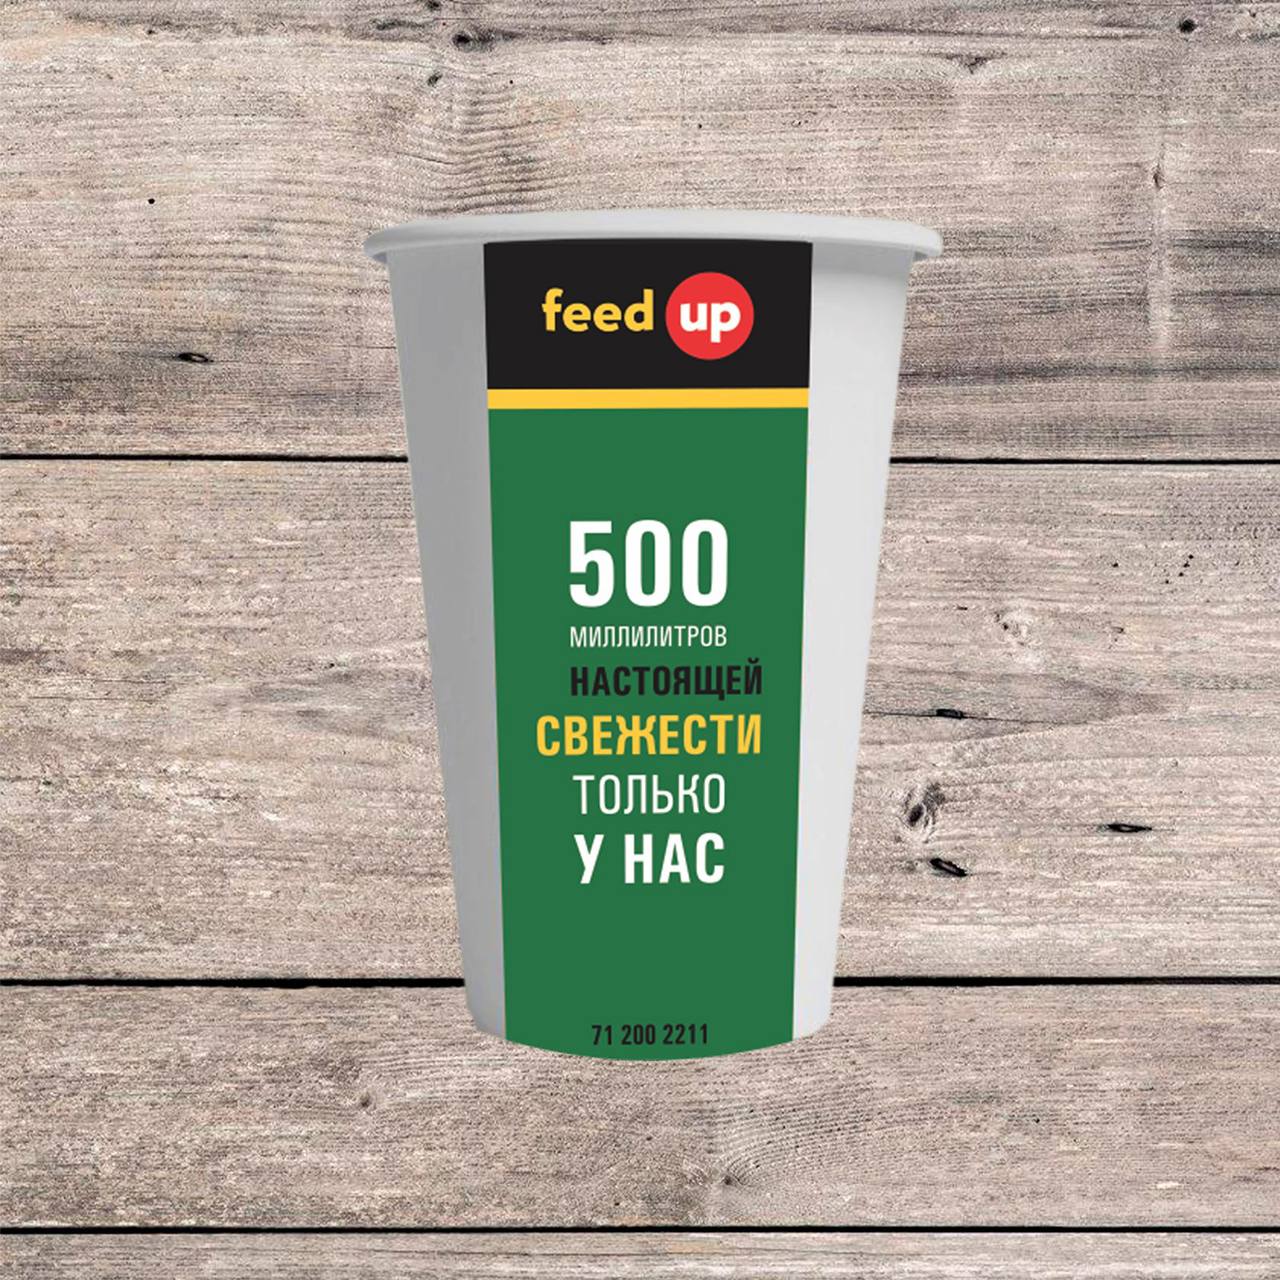 feed up
500
МИЛЛИЛИТРОВ
НАСТОЯЩЕЙ
СВЕЖЕСТИ
ТОЛЬКО
У НАС
71 200 2211